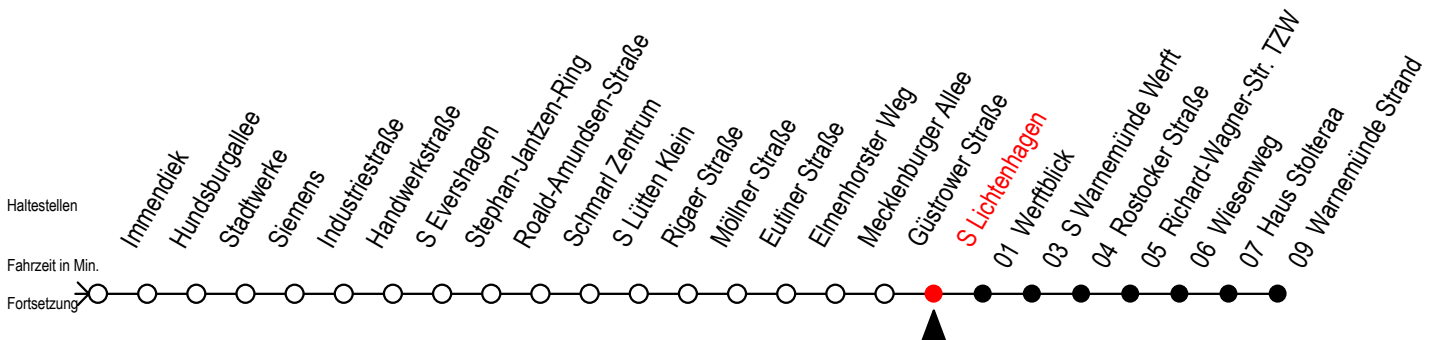 Haltestellen
Immendiek
Hundsburgallee
Stadtwerke
Siemens
Industriestraße
Handwerkstraße
S Evershagen
Stephan-Jantzen-Ring
Roald-Amundsen-Straße
Schmarl Zentrum
S Lütten Klein
Rigaer Straße
Möllner Straße
Eutiner Straße
Elmenhorster Weg
Mecklenburger Allee
Güstrower Straße
S Lichtenhagen
01 Werftblick
03 S Warnemünde Werft
04 Rostocker Straße
05 Richard-Wagner-Str. TZW
06 Wiesenweg
07 Haus Stolteraa
09 Warnemünde Strand
Fahrzeit in Min.
Fortsetzung